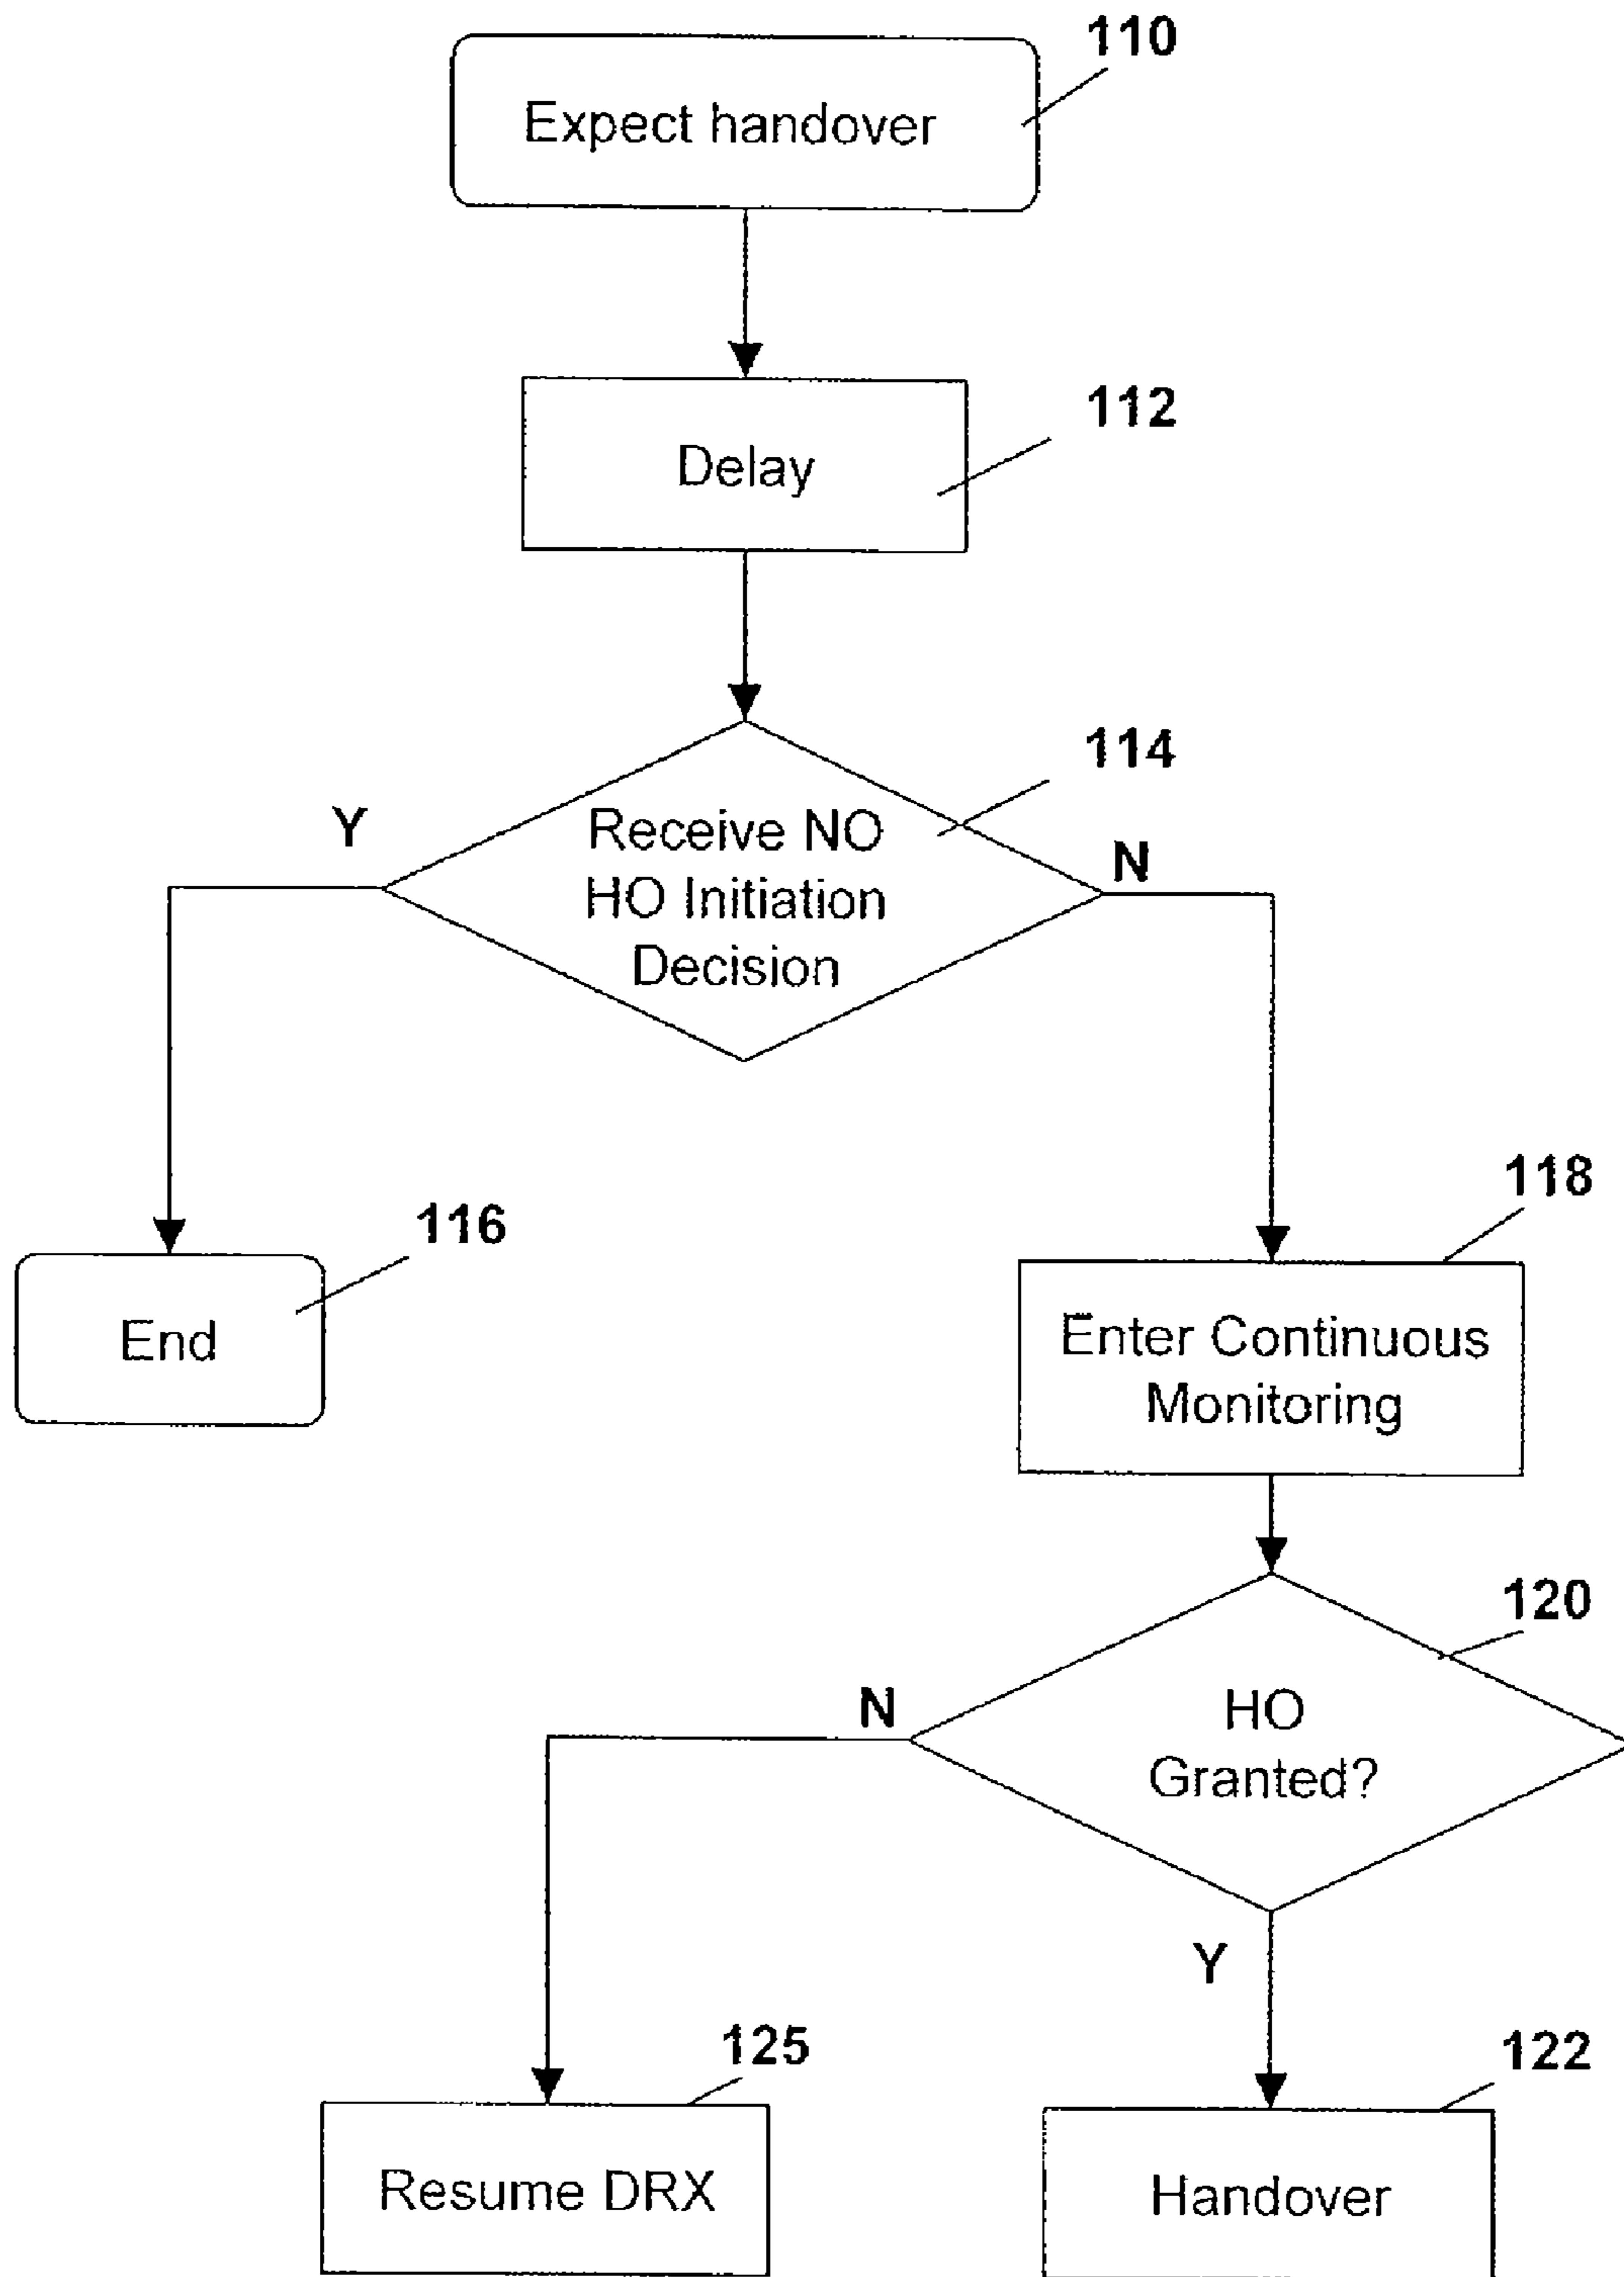 110
Expect handover
112
Delay
114
Y
Receive NO
HO Initiation
Decision
N
118
116
End
Enter Continuous
Monitoring
120
N
HO
Granted?
Y
125
122
Resume DRX
Handover